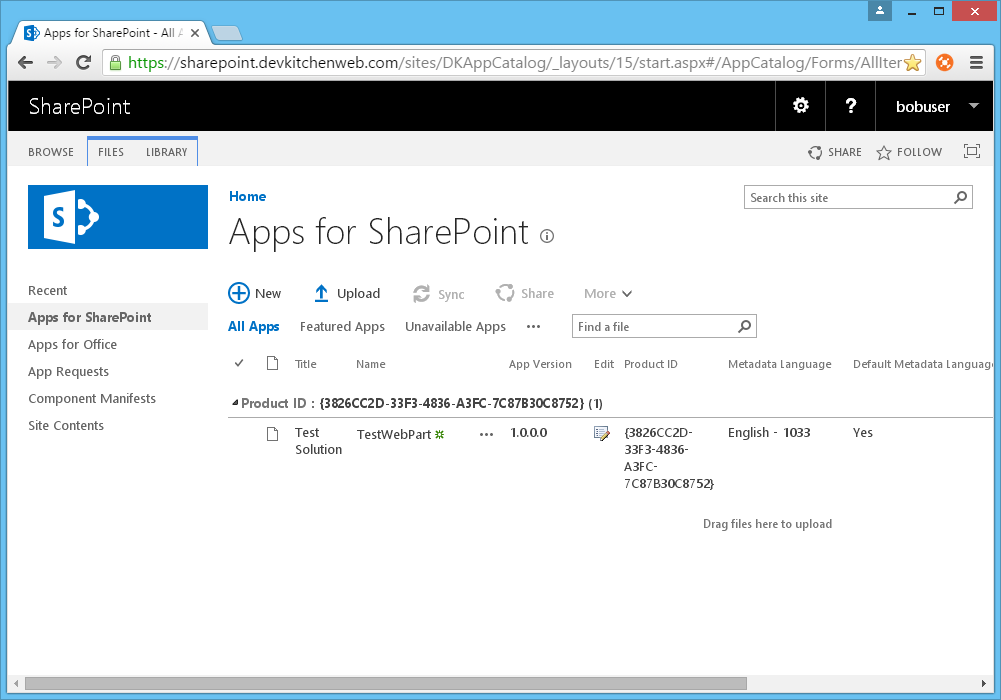 Apps for SharePoint - All A
https://sharepoint.devkitchenweb.com/sites/DKAppCatalog/_layouts/15/start.aspx#/AppCatalog/Forms/AllIter
SharePoint
?
bobuser
BROWSE
FILES
LIBRARY
SHARE
FOLLOW
S
Home
Search this site
Apps for SharePoint
Recent
Apps for SharePoint
Apps for Office
App Requests
Component Manifests
Site Contents
New
Upload
Sync
Share
More
All Apps
Featured Apps
Unavailable Apps
•••
Find a file
Title
Name
App Version
Edit
Product ID
Metadata Language
Default Metadata Language
Product ID : {3826CC2D-33F3-4836-A3FC-7C87B30C8752} (1)
Test
Solution
TestWebPart
•••
1.0.0.0
{3826CC2D-
33F3-4836-
A3FC-
7C87B30C8752}
English - 1033
Yes
Drag files here to upload